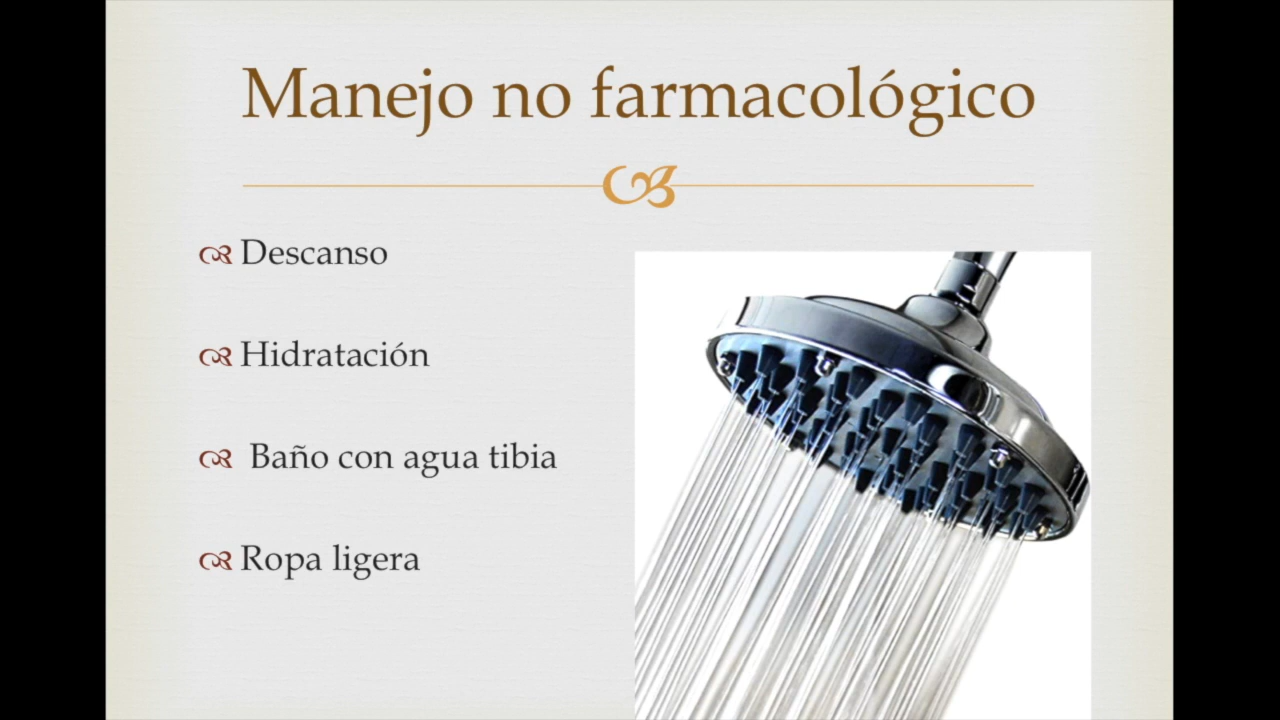 Manejo no farmacológico
Descanso
Hidratación
Baño con agua tibia
Ropa ligera